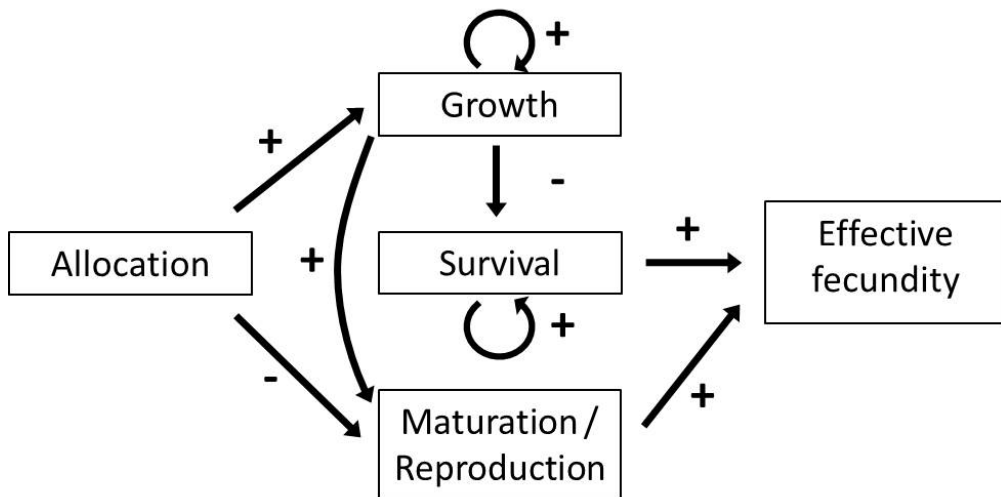 +
Growth
+
-
Allocation
+
Survival
+
Effective
fecundity
+
-
Maturation /
Reproduction
+